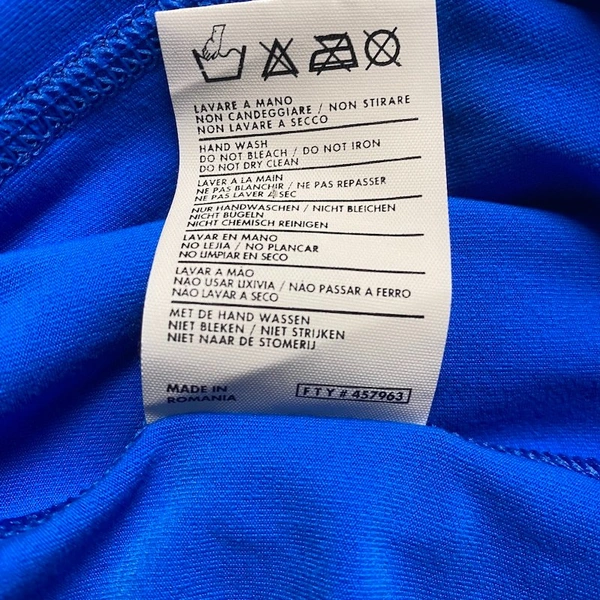 LAVARE A MANO
NON CANDEGGIARE / NON STIRARE
NON LAVARE A SECCO
HAND WASH
DO NOT BLEACH / DO NOT IRON
DO NOT DRY CLEAN
LAVER A LA MAIN
NE PAS BLANCHIR / NE PAS REPASSER
NE PAS LAVER A SEC
NUR HANDWASCHEN / NICHT BLEICHEN
NICHT BUGELN
NICHT CHEMISCH REINIGEN
LAVAR EN MANO
NO LEJIA / NO PLANCAR
NO LIMPIAR EN SECO
LAVAR A MÃO
NÃO USAR LIXIVIA / NÃO PASSAR A FERRO
NÃO LAVAR A SECO
MET DE HAND WASSEN
NIET BLEKEN / NIET STRIJKEN
NIET NAAR DE STOMERIJ
MADE IN
ROMANIA
FTY # 457963